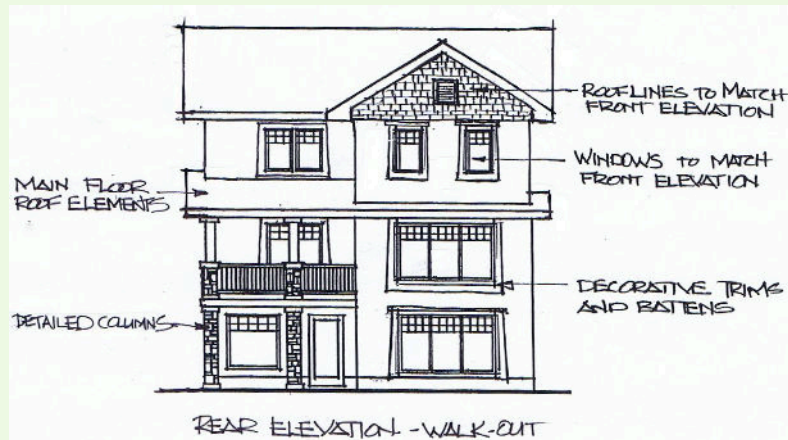 ROOFLINES TO MATCH
FRONT ELEVATION
WINDOWS TO MATCH
FRONT ELEVATION
MAIN FLOOR
ROOF ELEMENTS
DECORATIVE TRIMS
AND BATTENS
DETAILED COLUMNS
REAR ELEVATION - WALK-OUT